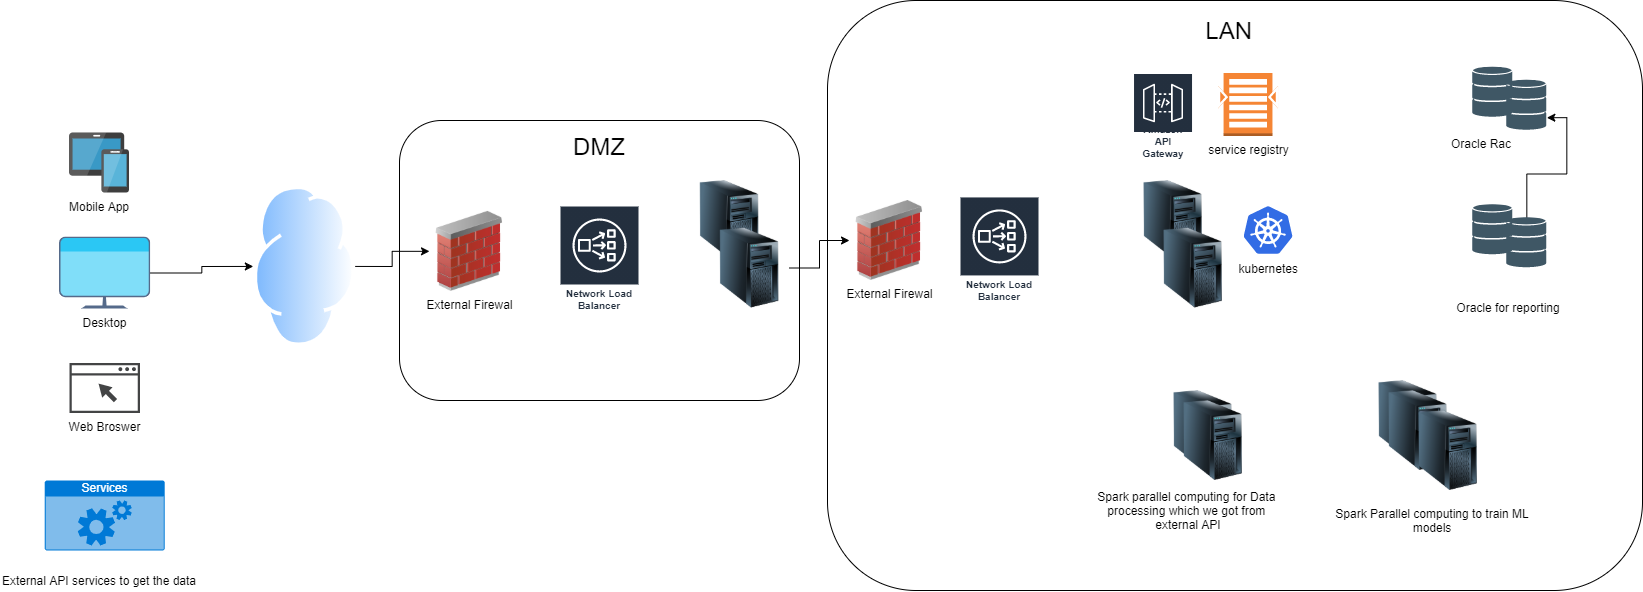 LAN
DMZ
Mobile App
Desktop
Web Broswer
Services
External API services to get the data
External Firewal
Network Load
Balancer
External Firewal
Network Load
Balancer
Amazon
API
Gateway
service registry
kubernetes
Oracle Rac
Oracle for reporting
Spark parallel computing for Data
processing which we got from
external API
Spark Parallel computing to train ML
models